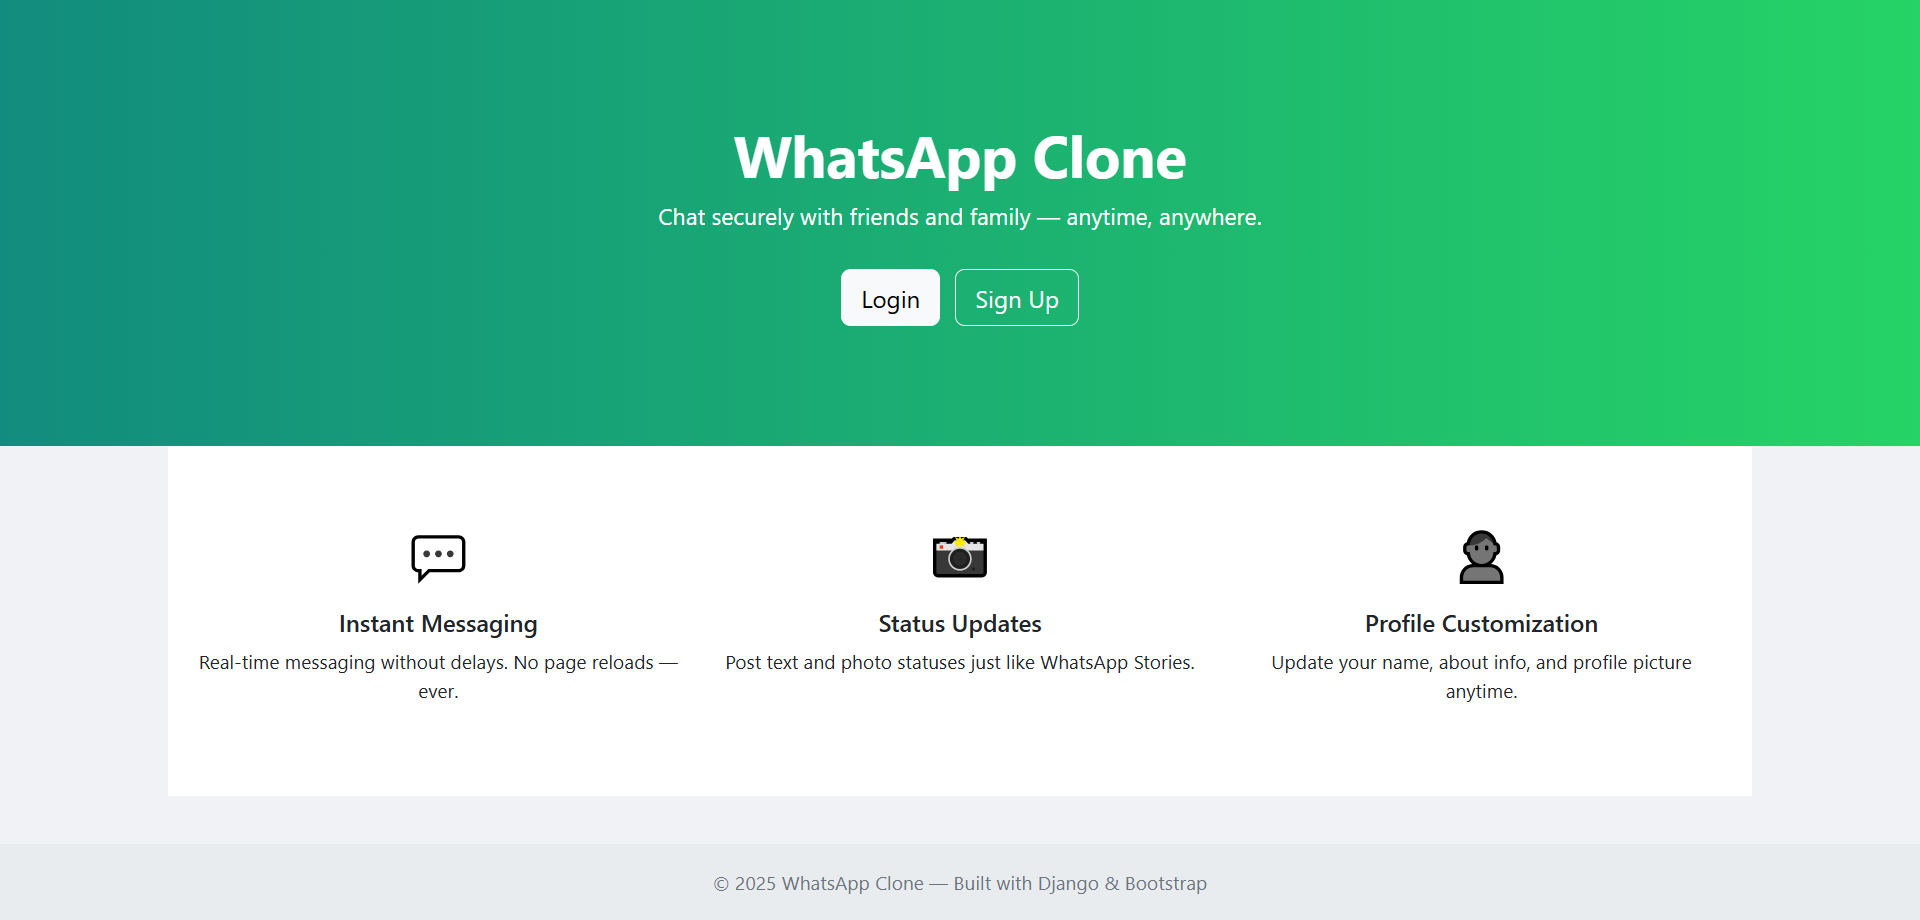 WhatsApp Clone
Chat securely with friends and family — anytime, anywhere.
Login
Sign Up
Instant Messaging
Real-time messaging without delays. No page reloads —
ever.
Status Updates
Post text and photo statuses just like WhatsApp Stories.
Profile Customization
Update your name, about info, and profile picture
anytime.
© 2025 WhatsApp Clone — Built with Django & Bootstrap